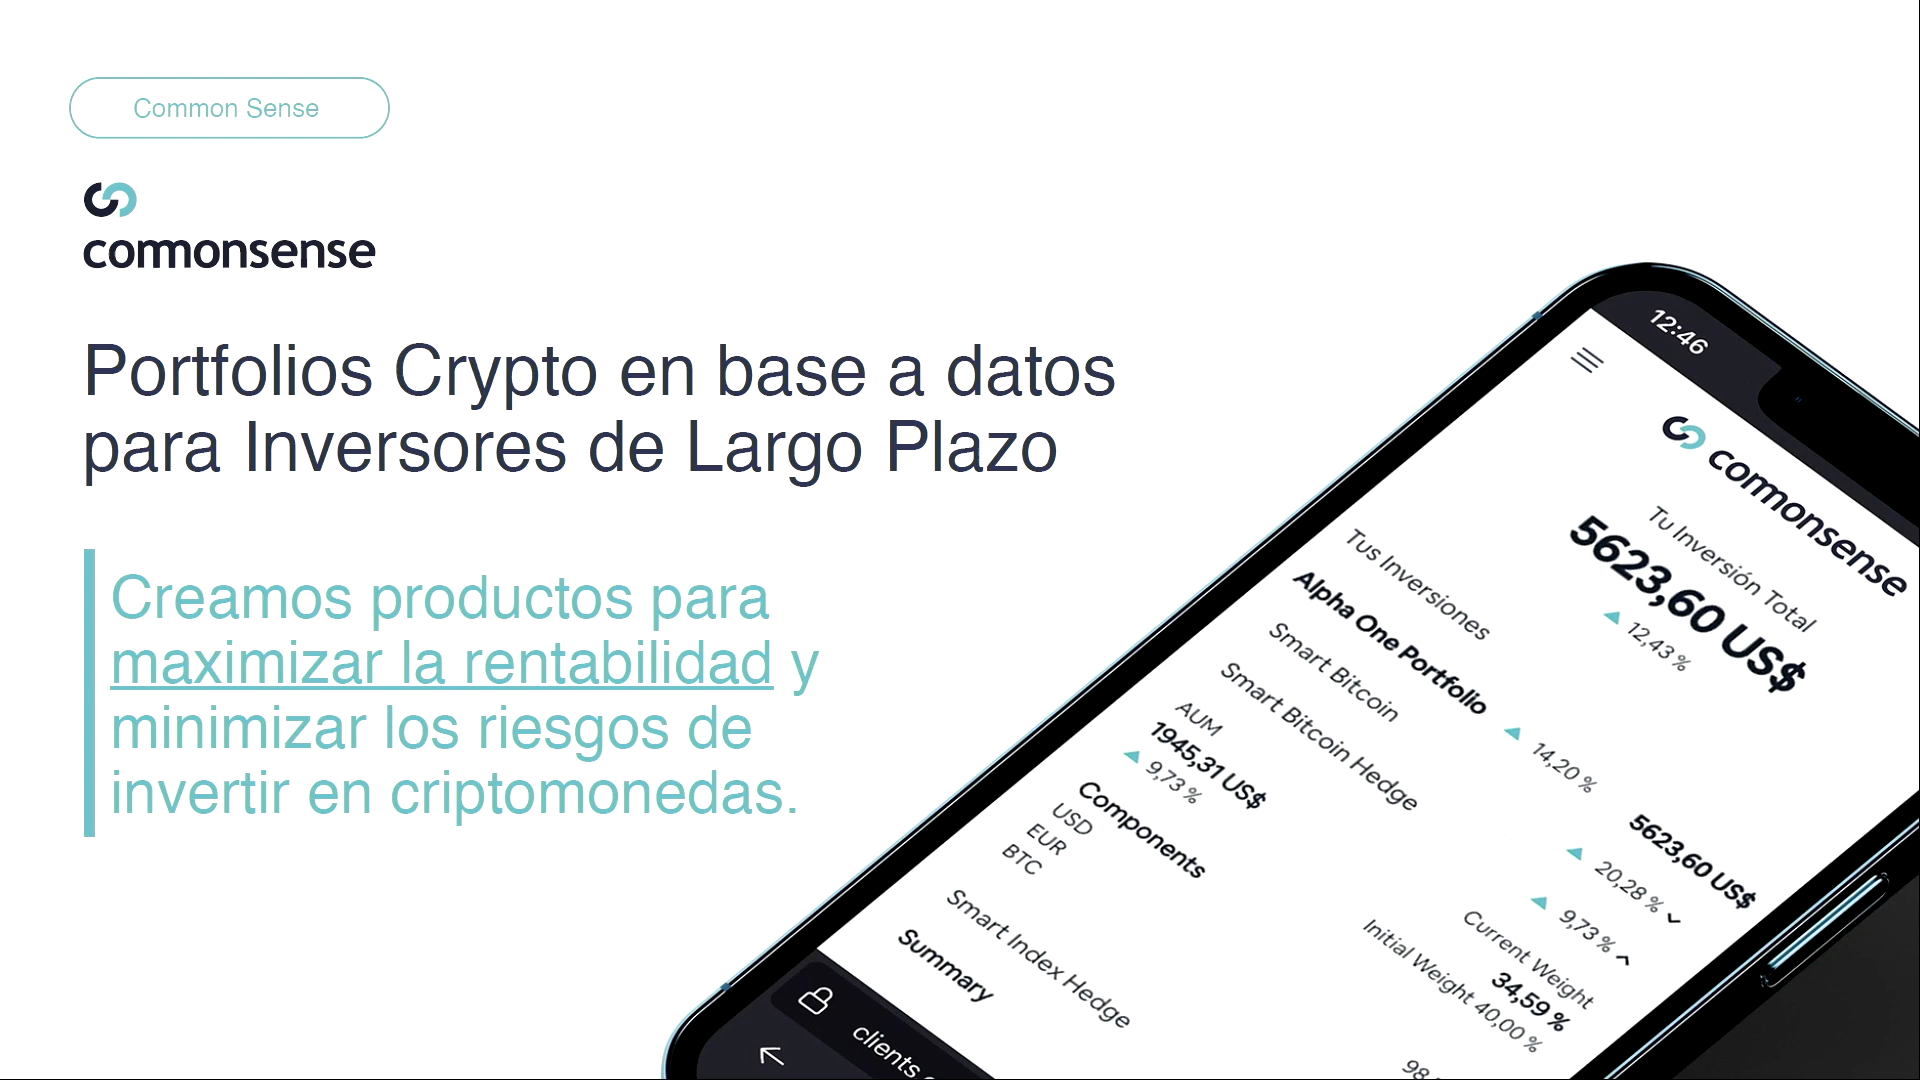 Common Sense
commonsense
Portfolios Crypto en base a datos
para Inversores de Largo Plazo
Creamos productos para
maximizar la rentabilidad y
minimizar los riesgos de
invertir en criptomonedas.
12:46
commonsense
Tu Inversión Total
5623,60 US$
12,43 %
Tus Inversiones
Alpha One Portfolio
14,20 %
5623,60 US$
Smart Bitcoin
20,28 %
Smart Bitcoin Hedge
9,73 %
AUM
1945,31 US$
9,73 %
Current Weight
34,59 %
Initial Weight 40,00 %
Components
USD
EUR
BTC
98
Smart Index Hedge
Summary
clients